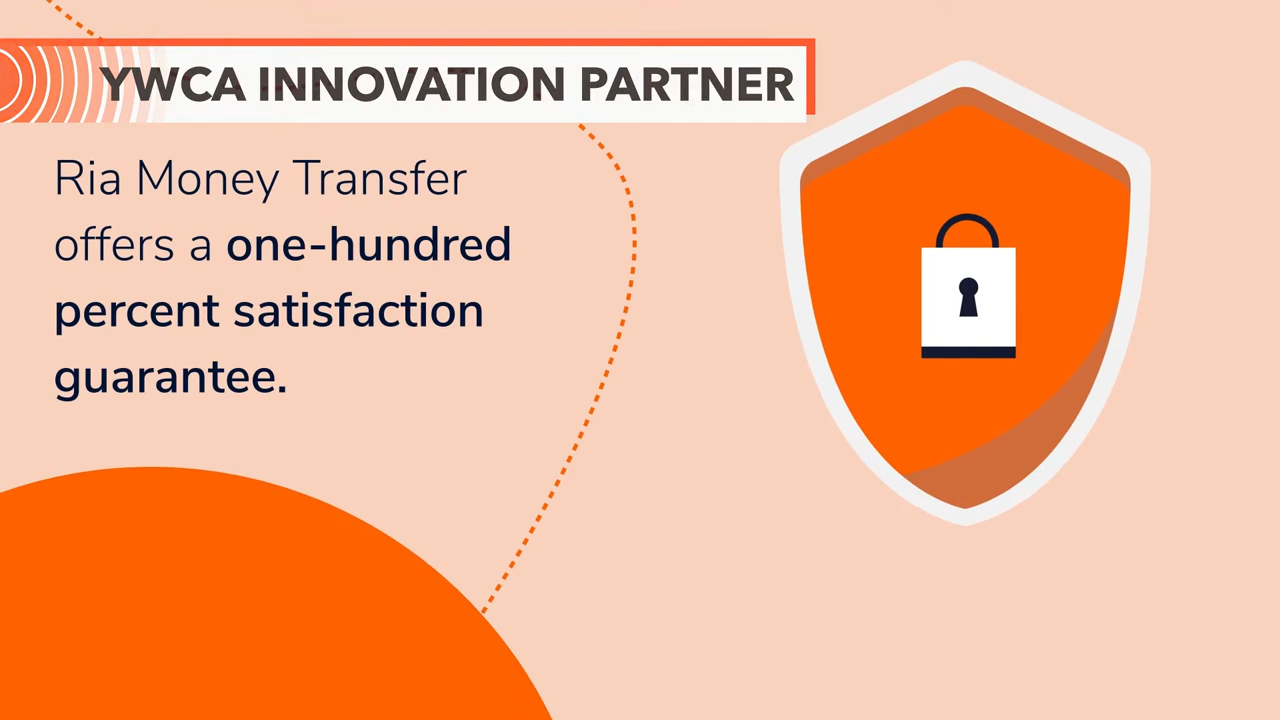 YWCA INNOVATION PARTNER
Ria Money Transfer
offers a one-hundred
percent satisfaction
guarantee.